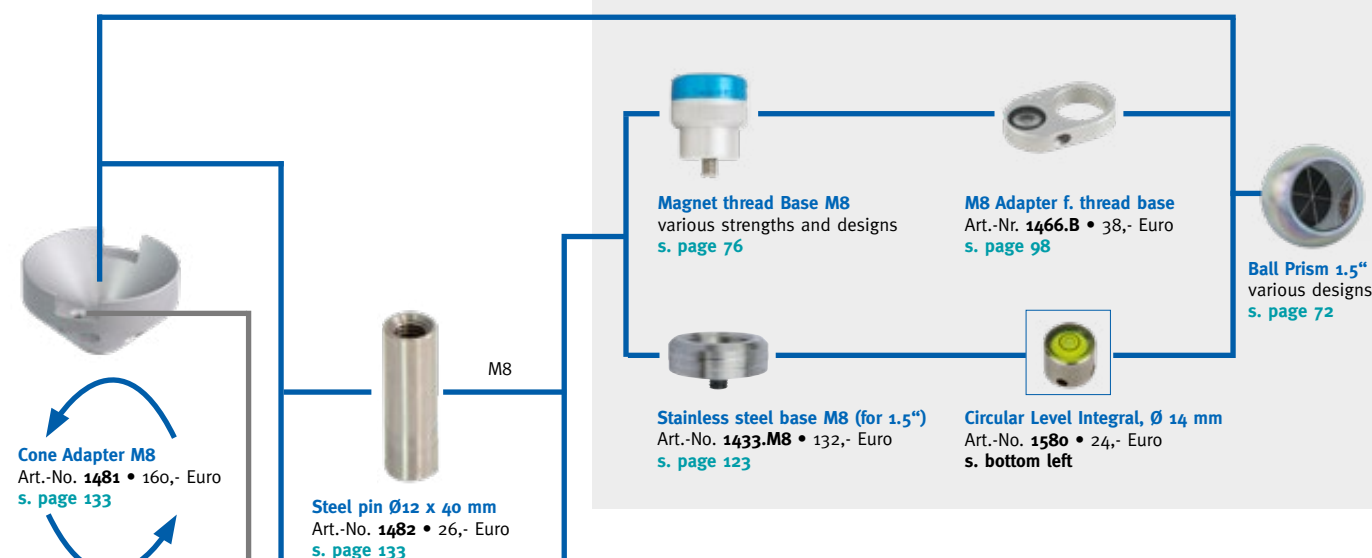 Magnet thread Base M8
various strengths and designs
s. page 76
M8 Adapter f. thread base
Art.-Nr. 1466.B • 38,- Euro
s. page 98
Ball Prism 1.5“
various designs
s. page 72
M8
Stainless steel base M8 (for 1.5“)
Art.-No. 1433.M8 • 132,- Euro
s. page 123
Circular Level Integral, Ø 14 mm
Art.-No. 1580 • 24,- Euro
s. bottom left
Cone Adapter M8
Art.-No. 1481 • 160,- Euro
s. page 133
Steel pin Ø12 x 40 mm
Art.-No. 1482 • 26,- Euro
s. page 133